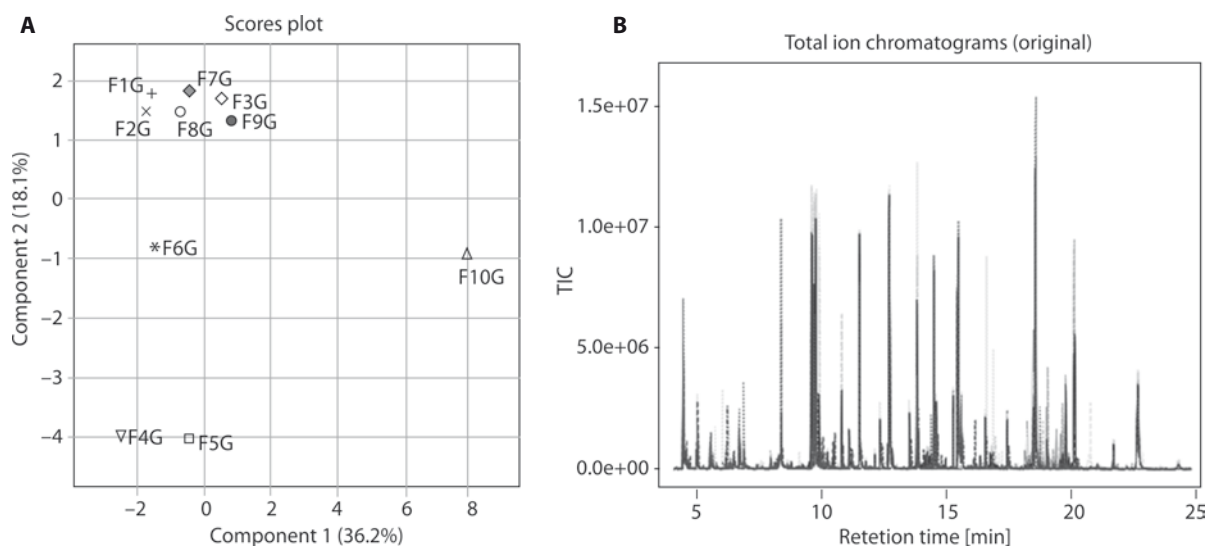 A
Scores plot
Component 2 (18.1%)
2
1
0
−1
−2
−3
−4
F1G
F7G
F3G
F2G
F8G
F9G
F6G
F10G
F4G
F5G
−2
0
2
4
6
8
Component 1 (36.2%)
B
Total ion chromatograms (original)
TIC
1.5e+07
1.0e+07
5.0e+06
0.0e+00
5
10
15
20
25
Retetion time [min]